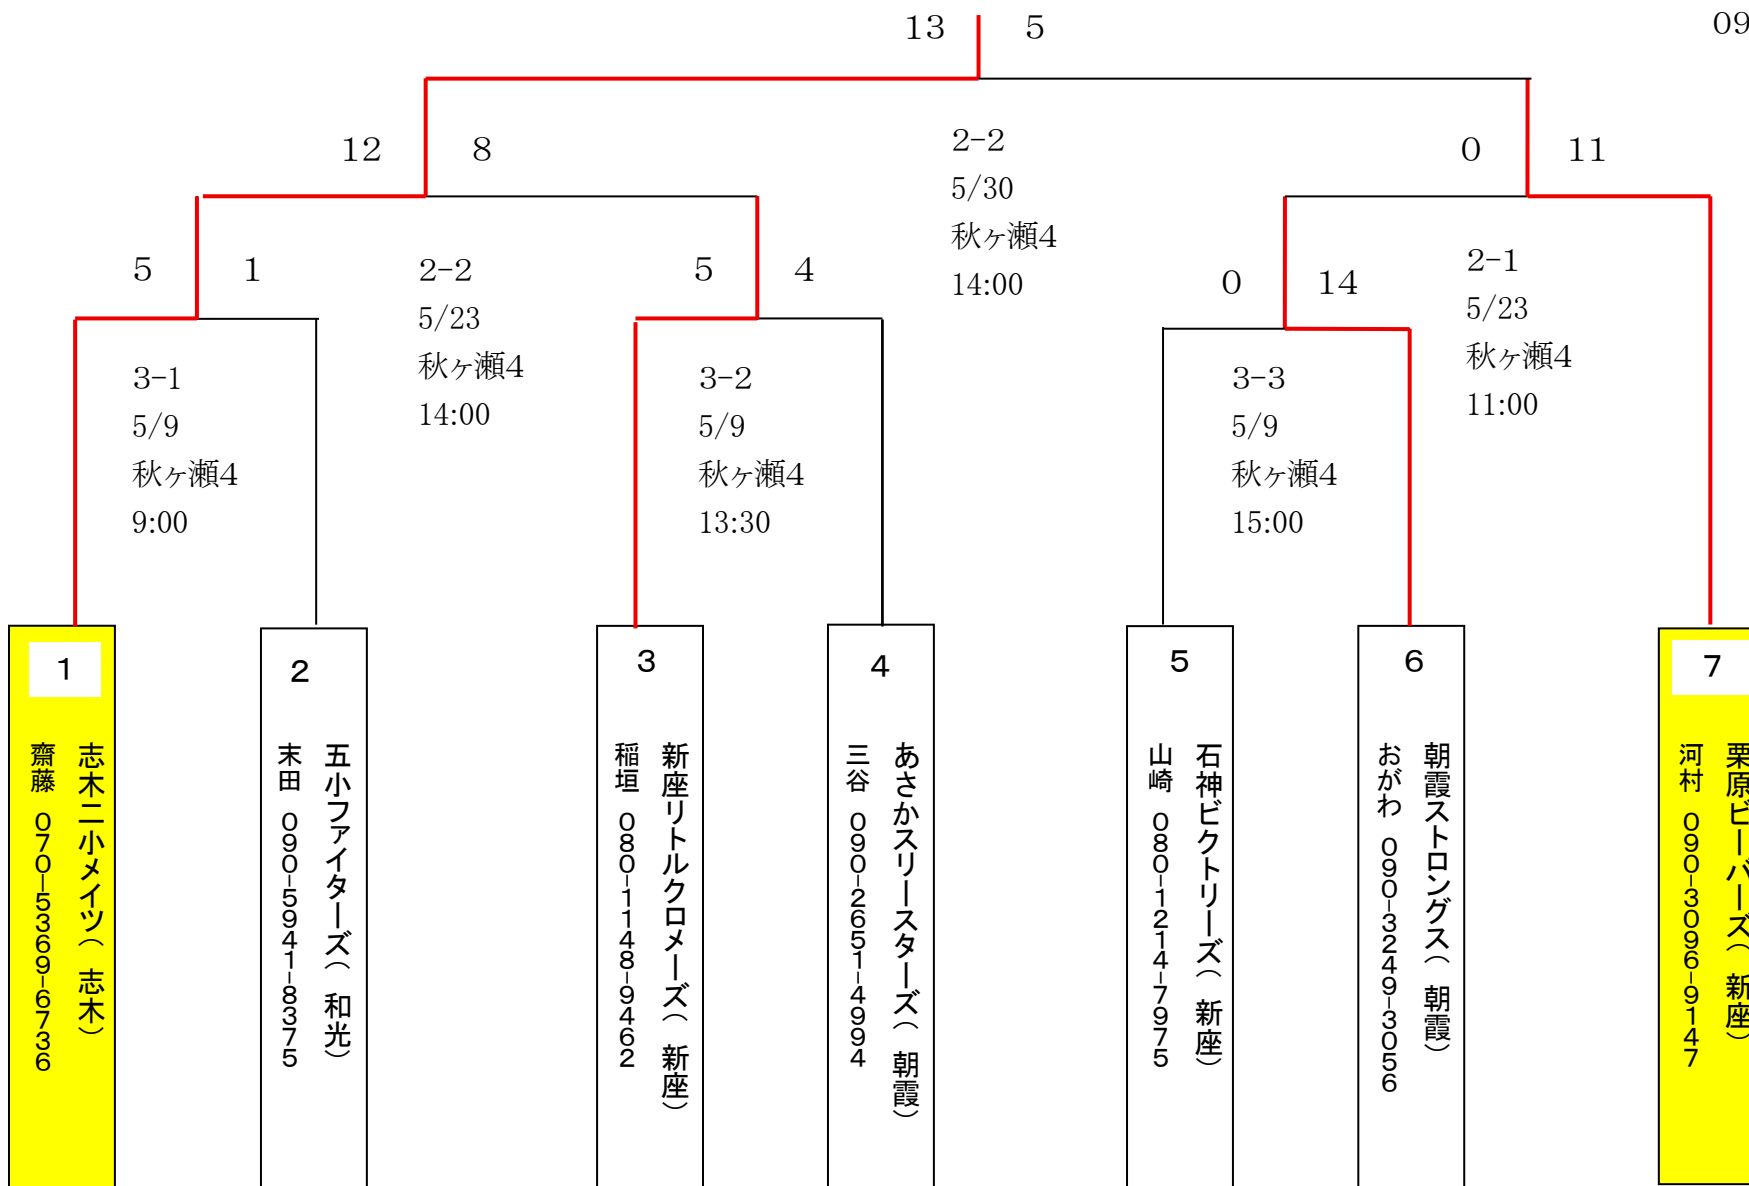 13 5
09
12 8
0 11
2-2
5/30
秋ヶ瀬4
14:00
5 1
5 4
0 14
2-2
5/23
秋ヶ瀬4
14:00
2-1
5/23
秋ヶ瀬4
11:00
3-1
5/9
秋ヶ瀬4
9:00
3-2
5/9
秋ヶ瀬4
13:30
3-3
5/9
秋ヶ瀬4
15:00
1
志木二小メイツ（ 志木）
齋藤 070-5369-6736
2
五小ファイターズ（ 和光）
末田 090-5941-8375
3
新座リトルクロメーズ（ 新座）
稲垣 080-1148-9462
4
あさかスリースターズ（ 朝霞）
三谷 090-2651-4994
5
石神ビクトリーズ（ 新座）
山崎 080-1214-7975
6
朝霞ストロングス（ 朝霞）
おがわ 090-3249-3056
7
栗原ビーバーズ（ 新座）
河村 090-3096-9147